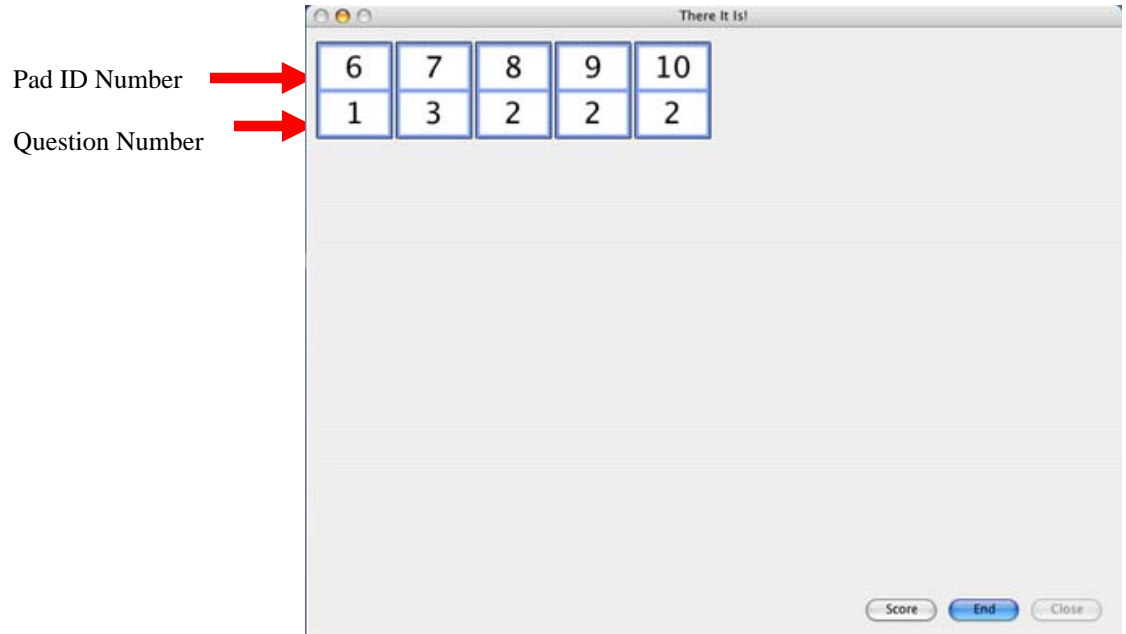 There It Is!
Pad ID Number
6 7 8 9 10
Question Number
1 3 2 2 2
Score End Close